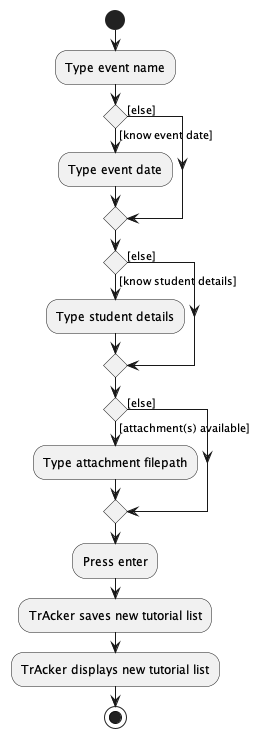 Type event name
[else]
[know event date]
Type event date
[else]
[know student details]
Type student details
[else]
[attachment(s) available]
Type attachment filepath
Press enter
TrAcker saves new tutorial list
TrAcker displays new tutorial list